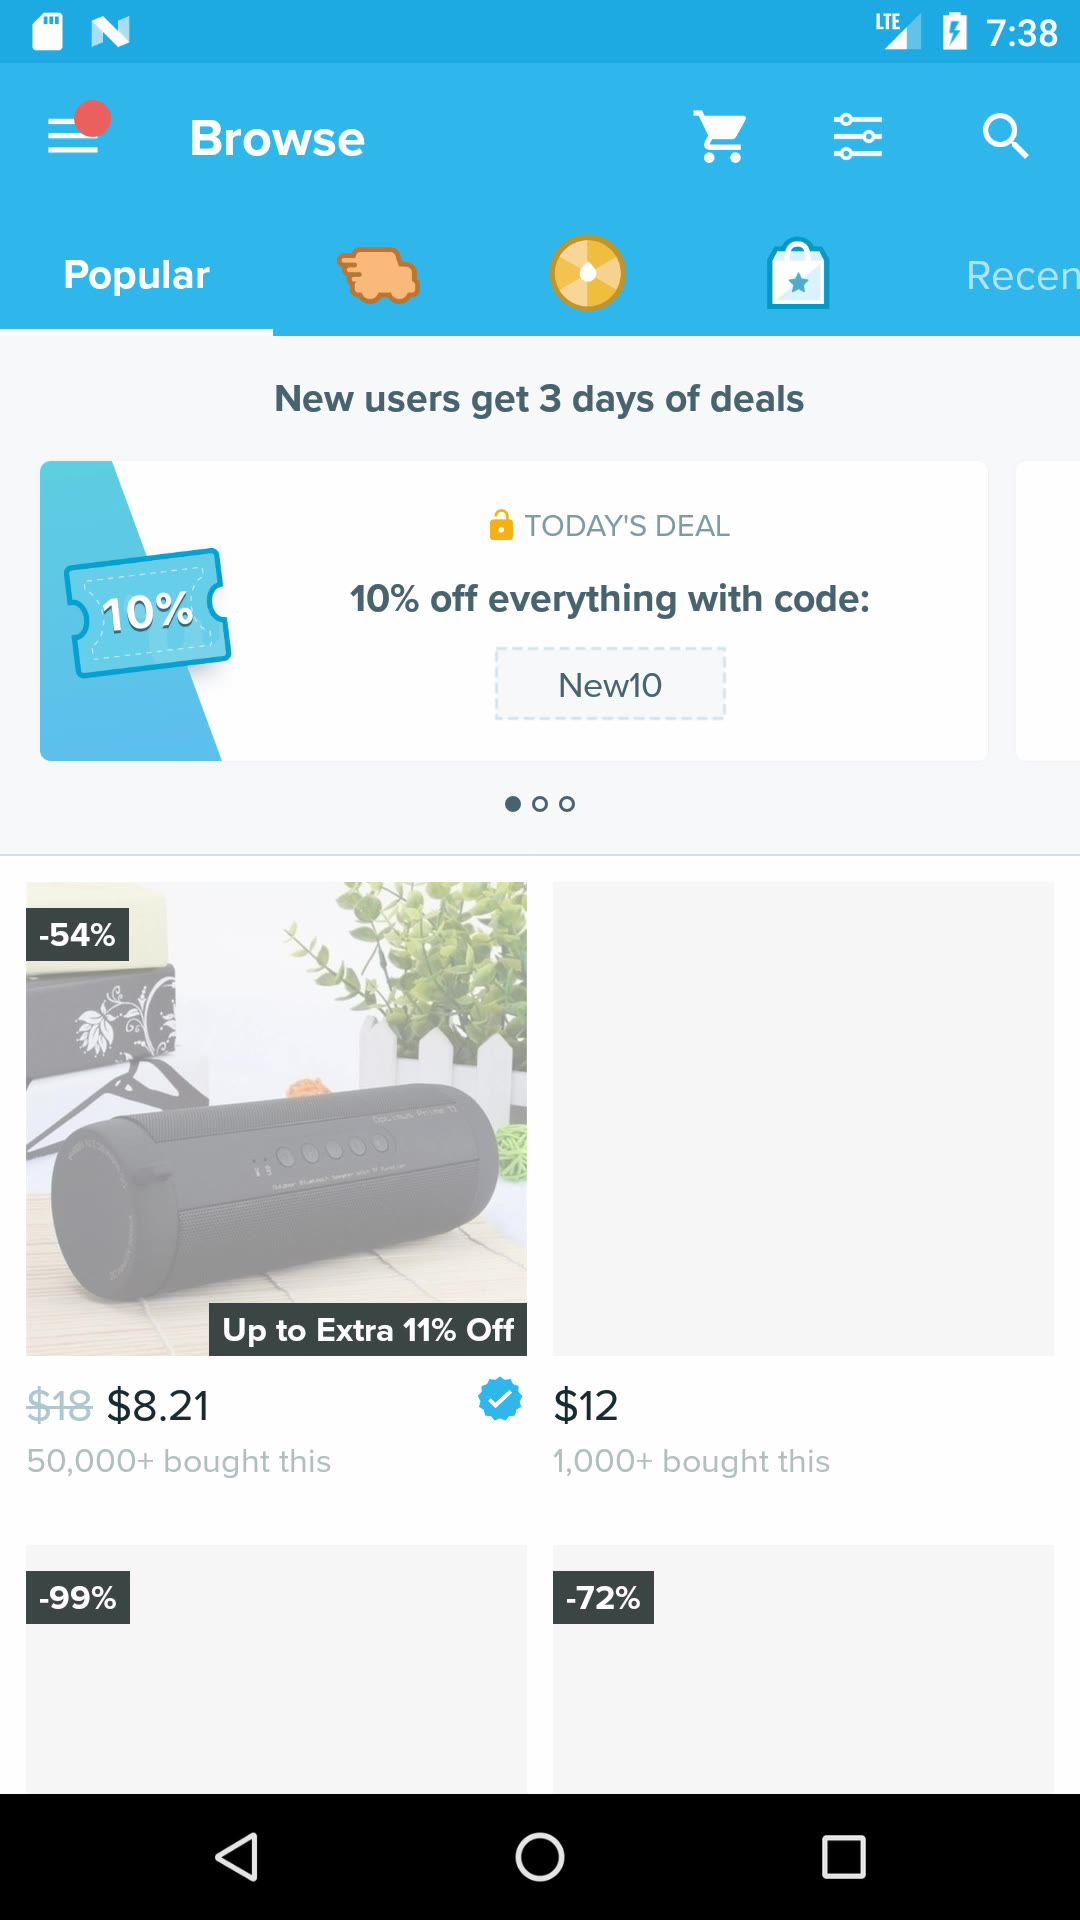 LTE 7:38
Browse
Popular
Recen
New users get 3 days of deals
TODAY'S DEAL
10%
10% off everything with code:
New10
-54%
Optimus Prime
Up to Extra 11% Off
$18 $8.21
$12
50,000+ bought this
1,000+ bought this
-99%
-72%